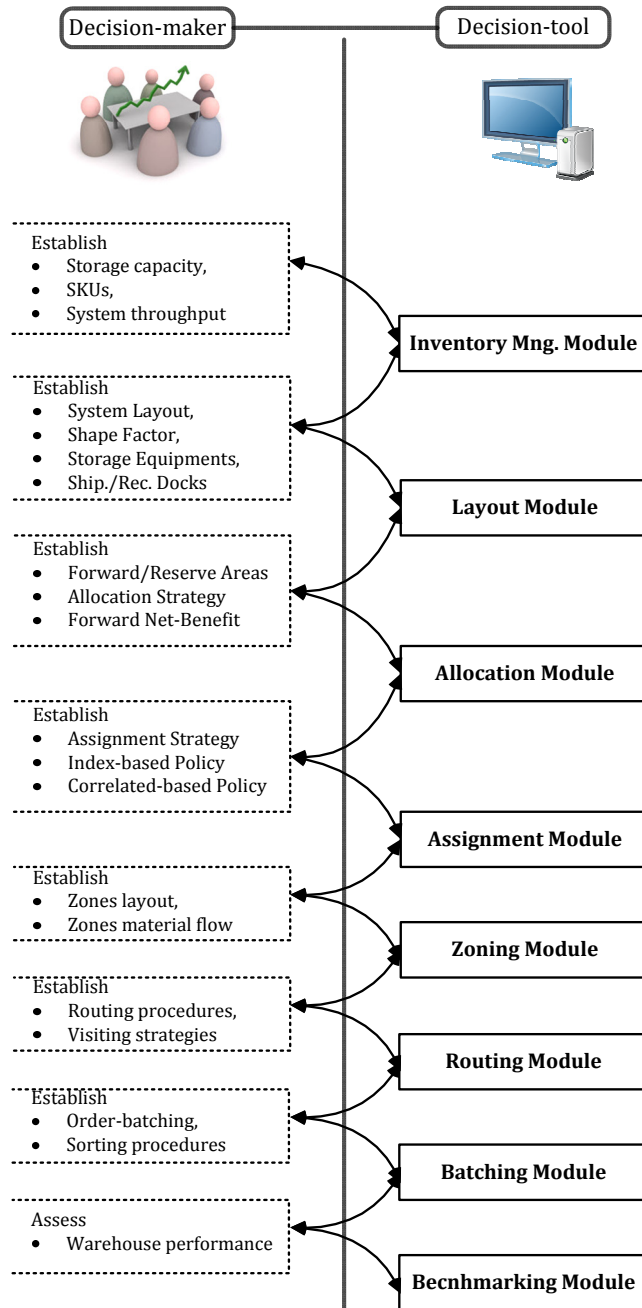 Decision-maker
Decision-tool
Establish
• Storage capacity,
• SKUs,
• System throughput
Inventory Mng. Module
Establish
• System Layout,
• Shape Factor,
• Storage Equipments,
• Ship./Rec. Docks
Layout Module
Establish
• Forward/Reserve Areas
• Allocation Strategy
• Forward Net-Benefit
Allocation Module
Establish
• Assignment Strategy
• Index-based Policy
• Correlated-based Policy
Assignment Module
Establish
• Zones layout,
• Zones material flow
Zoning Module
Establish
• Routing procedures,
• Visiting strategies
Routing Module
Establish
• Order-batching,
• Sorting procedures
Batching Module
Assess
• Warehouse performance
Becnhmarking Module